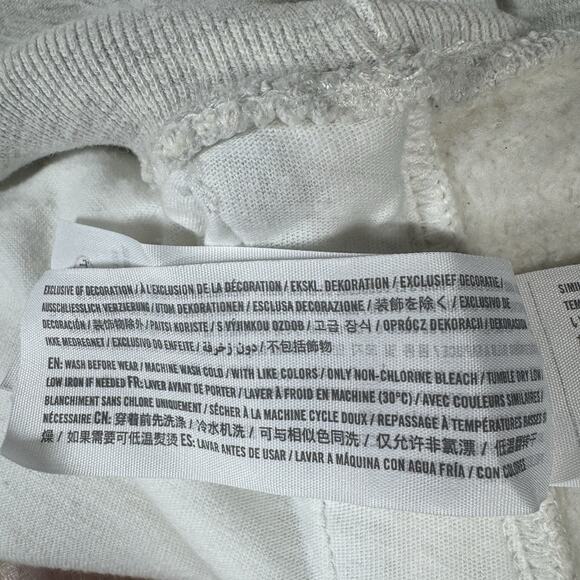 EXCLUSIVE OF DECORATION / À L'EXCLUSION DE LA DÉCORATION / EKSKL. DEKORATION / EXCLUSIEF DECORATIE /
AUSSCHLIESSLICH VERZIERUNG / UTOM DEKORATIONEN / ESCLUSA DECORAZIONE / 装飾を除く / EXCLUSIVO DE
DECORACIÓN / 装饰物除外 / PAITSI KORISTE / S VÝJIMKOU OZDOB / 고급 장식 / OPRÓCZ DEKORACJI / DEKORASJON
IKKE MEDREGNET / EXCLUSIVO DO ENFEITE / دون زخرفة / 不包括飾物
EN: WASH BEFORE WEAR / MACHINE WASH COLD / WITH LIKE COLORS / ONLY NON-CHLORINE BLEACH / TUMBLE DRY LOW
LOW IRON IF NEEDED FR: LAVER AVANT DE PORTER / LAVER À FROID EN MACHINE (30°C) / AVEC COULEURS SIMILAIRES /
BLANCHIMENT SANS CHLORE UNIQUEMENT / SÉCHER À LA MACHINE CYCLE DOUX / REPASSAGE À TEMPÉRATURES BASSES SI
NÉCESSAIRE CN: 穿着前先洗涤 / 冷水机洗 / 可与相似色同洗 / 仅允许非氯漂 / 低温翻转干
燥 / 如果需要可低温熨烫 ES: LAVAR ANTES DE USAR / LAVAR A MÁQUINA CON AGUA FRÍA / CON COLORES